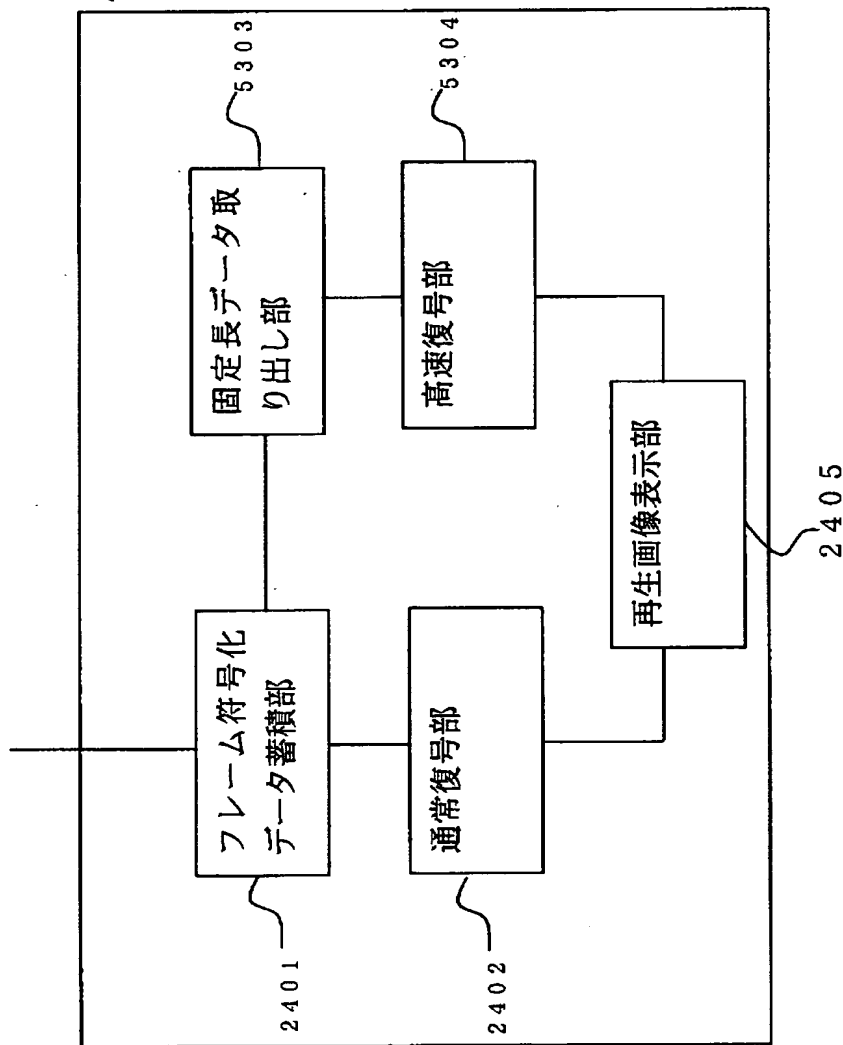 フレーム符号化
データ蓄積部
2401
固定長データ取
り出し部
5303
通常復号部
2402
高速復号部
5304
再生画像表示部
2405